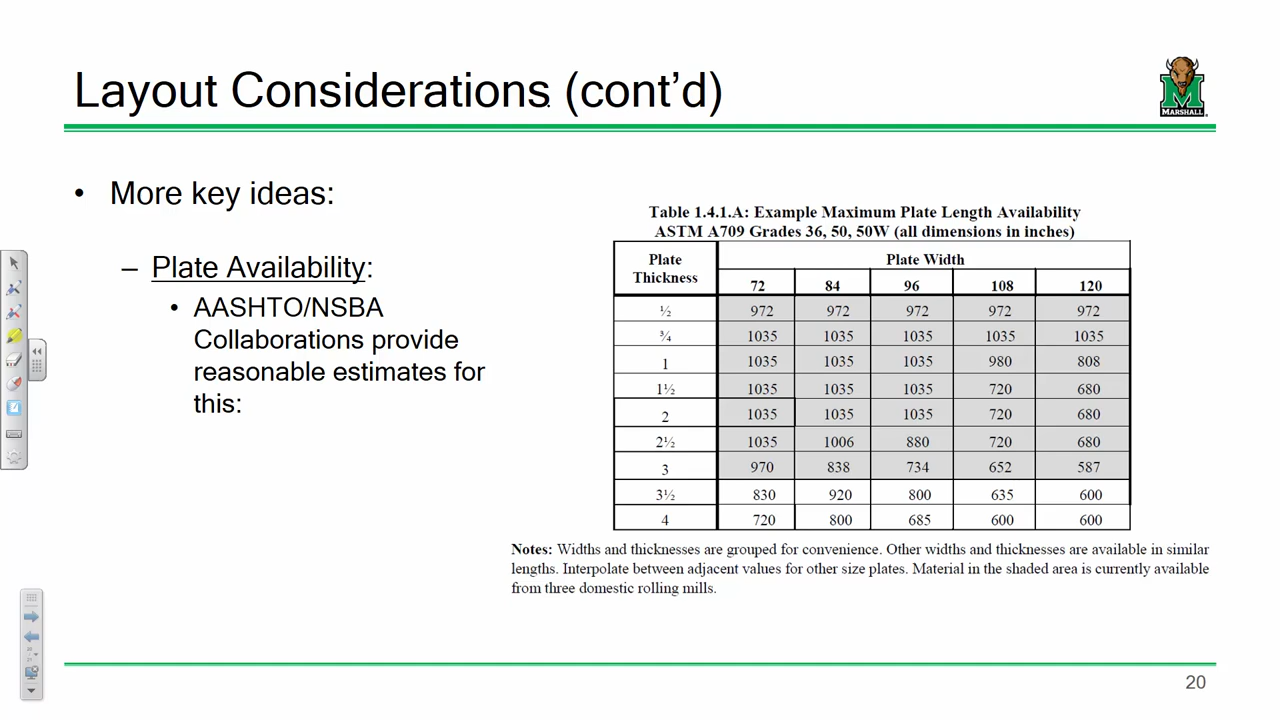 Layout Considerations (cont’d)
MARSHALL
• More key ideas:
– Plate Availability:
• AASHTO/NSBA
Collaborations provide
reasonable estimates for
this:
Table 1.4.1.A: Example Maximum Plate Length Availability
ASTM A709 Grades 36, 50, 50W (all dimensions in inches)
Plate Thickness Plate Width
72 84 96 108 120
½ 972 972 972 972 972
¾ 1035 1035 1035 1035 1035
1 1035 1035 1035 980 808
1½ 1035 1035 1035 720 680
2 1035 1035 1035 720 680
2½ 1035 1006 880 720 680
3 970 838 734 652 587
3½ 830 920 800 635 600
4 720 800 685 600 600
Notes: Widths and thicknesses are grouped for convenience. Other widths and thicknesses are available in similar
lengths. Interpolate between adjacent values for other size plates. Material in the shaded area is currently available
from three domestic rolling mills.
20